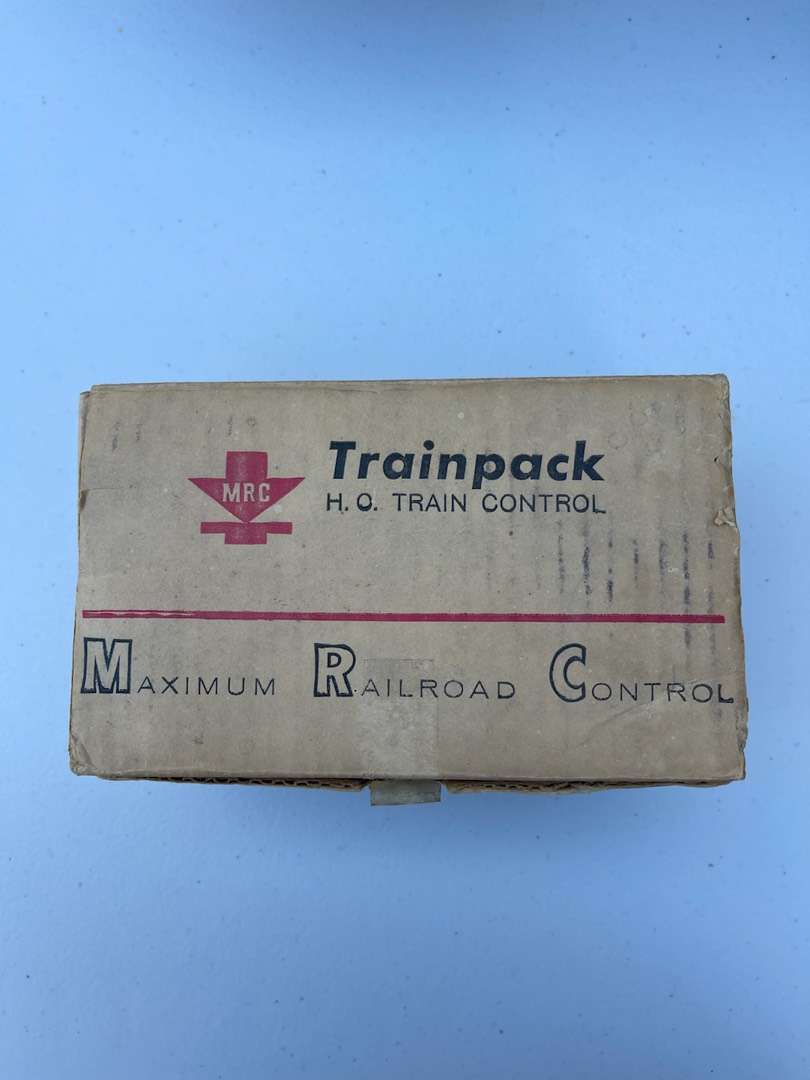 MRC
Trainpack
H.O. TRAIN CONTROL
MAXIMUM RAILROAD CONTROL